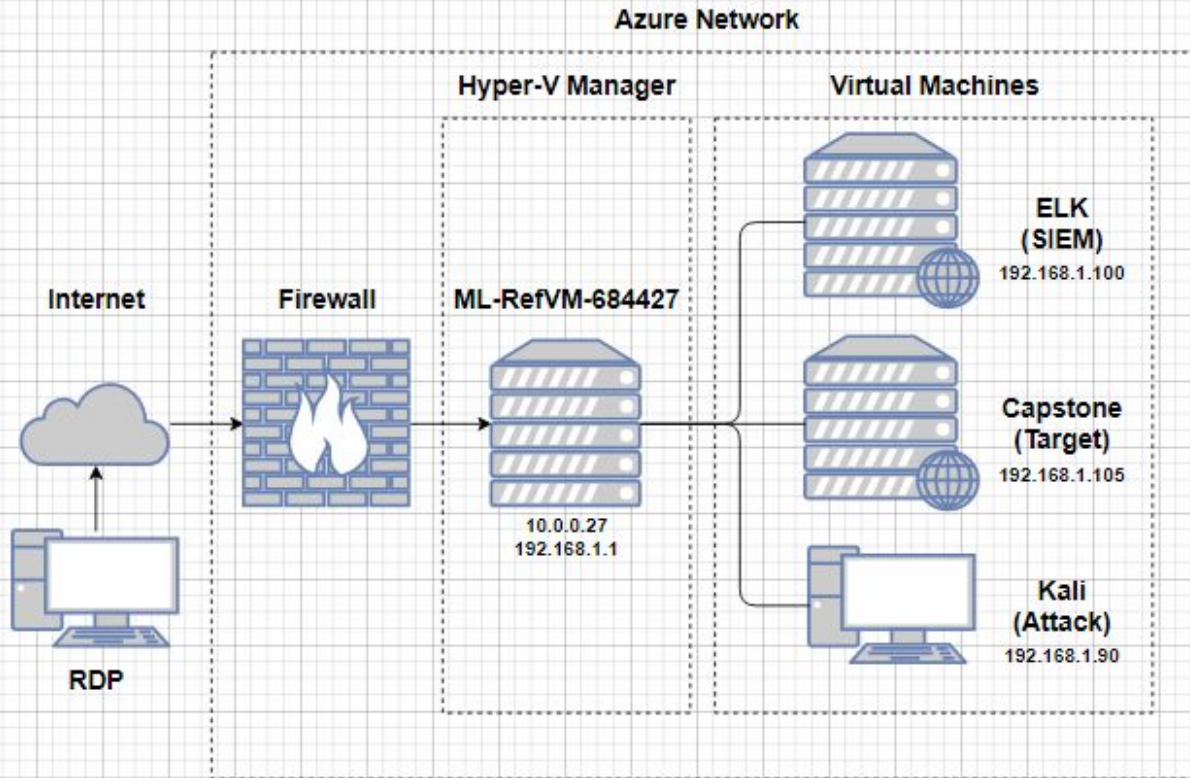 Azure Network
Hyper-V Manager
Virtual Machines
ELK
(SIEM)
192.168.1.100
Internet
Firewall
ML-RefVM-684427
Capstone
(Target)
192.168.1.105
10.0.0.27
192.168.1.1
Kali
(Attack)
192.168.1.90
RDP